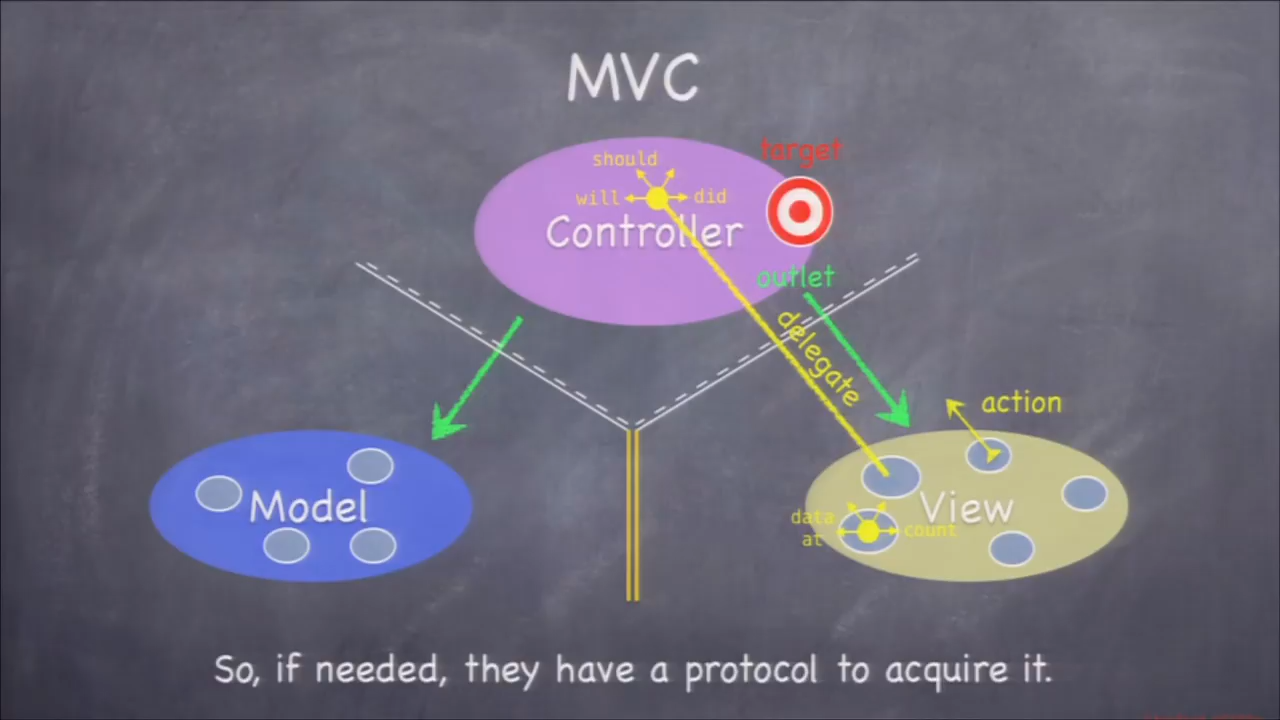 MVC
target
should
will
did
Controller
outlet
delegate
action
Model
View
data
at
count
So, if needed, they have a protocol to acquire it.